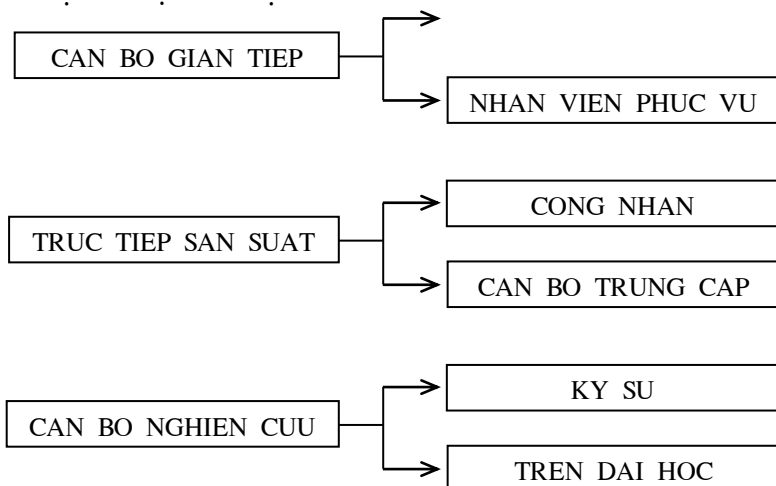 CAN BO GIAN TIEP
NHAN VIEN PHUC VU
CONG NHAN
TRUC TIEP SAN SUAT
CAN BO TRUNG CAP
KY SU
CAN BO NGHIEN CUU
TREN DAI HOC